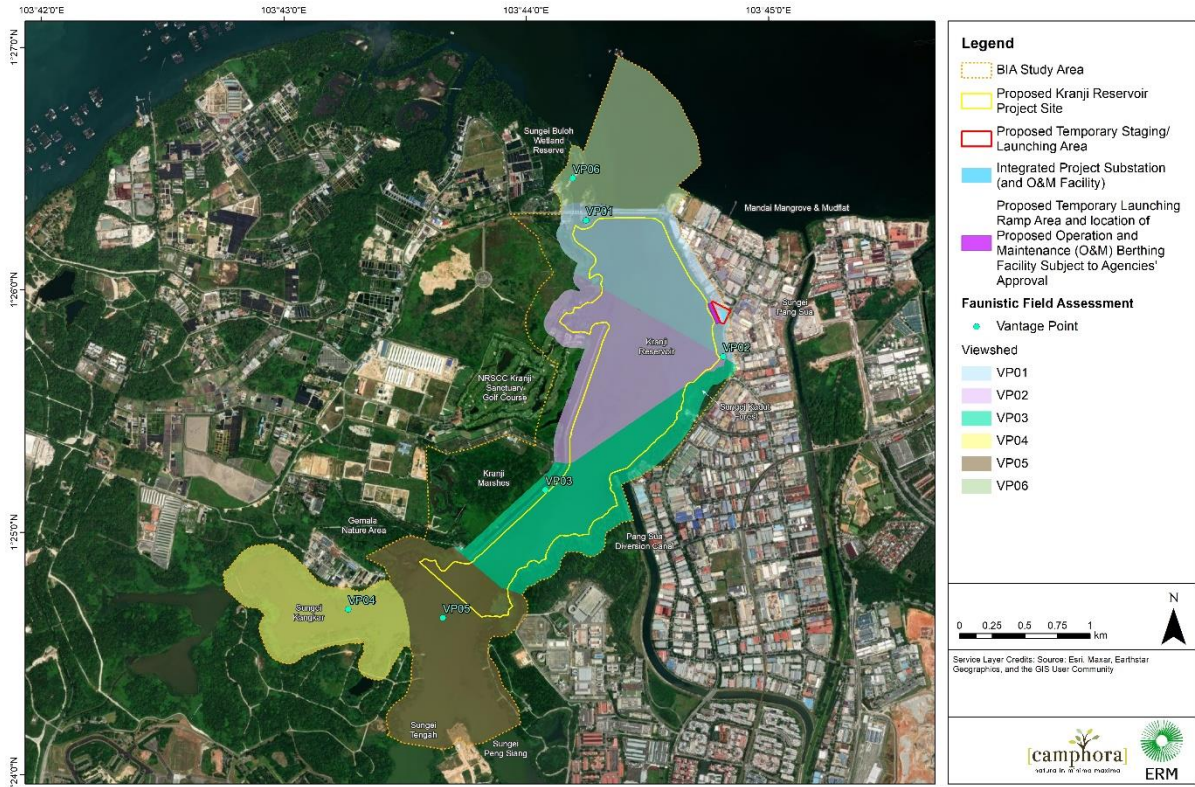 103°42'0"E
103°43'0"E
103°44'0"E
103°45'0"E
1°27'0"N
1°26'0"N
1°25'0"N
1°24'0"N
Sungei Buloh
Wetland
Reserve
VP06
VP01
Mandai Mangrove & Mudflat
Sungei
Pang Sua
VP02
Kranji
Reservoir
NRSCC Kranji
Sanctuary
Golf Course
Sungei Kadut
Forest
Kranji
Marshes
VP03
Gemala
Nature Area
Pang Sua
Diversion Canal
VP04
VP05
Sungei
Kangkar
Sungei
Tengah
Sungei
Peng Siang
Legend
BIA Study Area
Proposed Kranji Reservoir
Project Site
Proposed Temporary Staging/
Launching Area
Integrated Project Substation
(and O&M Facility)
Proposed Temporary Launching
Ramp Area and location of
Proposed Operation and
Maintenance (O&M) Berthing
Facility Subject to Agencies'
Approval
Faunistic Field Assessment
Vantage Point
Viewshed
VP01
VP02
VP03
VP04
VP05
VP06
N
0 0.25 0.5 0.75 1
km
Service Layer Credits: Source: Esri, Maxar, Earthstar
Geographics, and the GIS User Community
[camphora]
natura in minima maxima
ERM